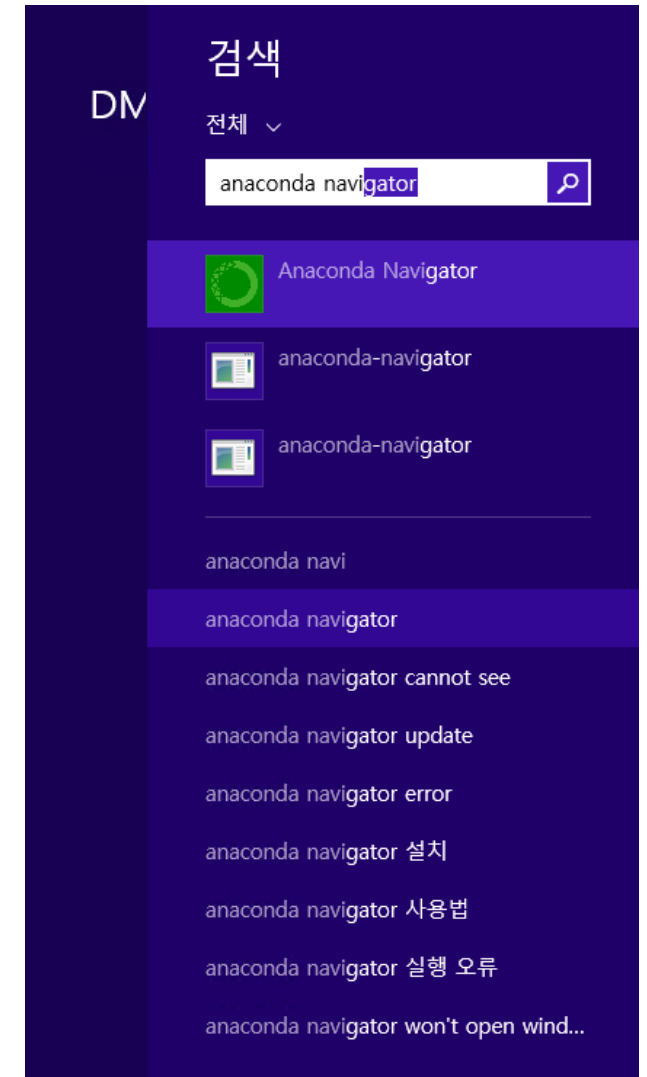 검색
DM
전체
anaconda navigator
Anaconda Navigator
anaconda-navigator
anaconda-navigator
anaconda navi
anaconda navigator
anaconda navigator cannot see
anaconda navigator update
anaconda navigator error
anaconda navigator 설치
anaconda navigator 사용법
anaconda navigator 실행 오류
anaconda navigator won't open wind...